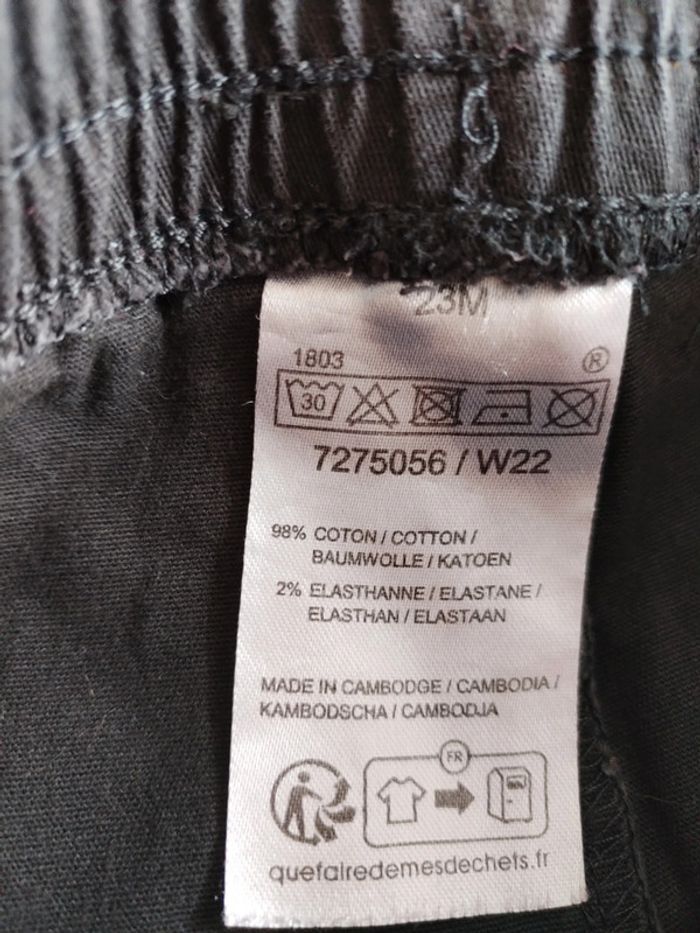 23M
1803
®
30
7275056 / W22
98% COTON / COTTON /
BAUMWOLLE / KATOEN
2% ELASTHANNE / ELASTANE /
ELASTHAN / ELASTAAN
MADE IN CAMBODGE / CAMBODIA /
KAMBODSCHA / CAMBODJA
FR
quefairedemesdechets.fr